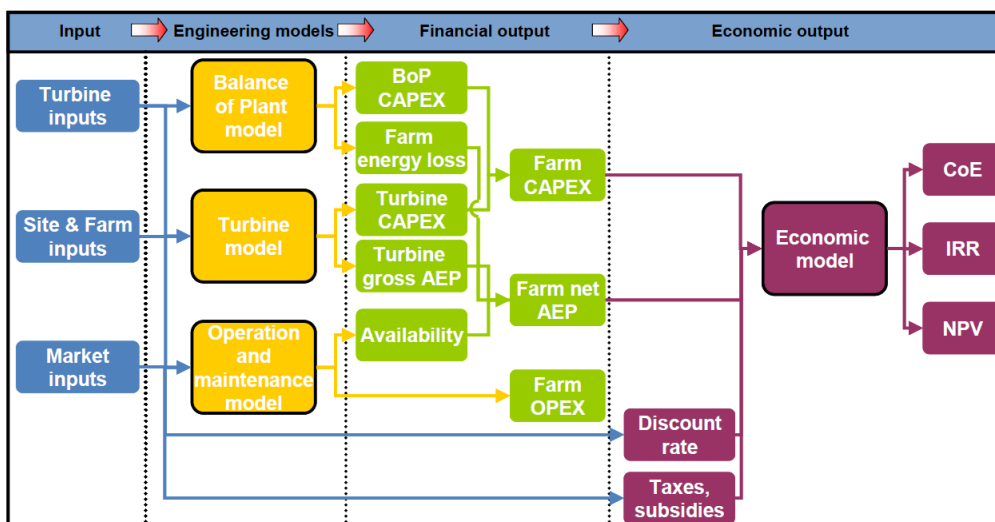 Input
Engineering models
Financial output
Economic output
Turbine
inputs
Site & Farm
inputs
Market
inputs
Balance
of Plant
model
Turbine
model
Operation
and
maintenance
model
BoP
CAPEX
Farm
energy loss
Turbine
CAPEX
Turbine
gross AEP
Availability
Farm
CAPEX
Farm net
AEP
Farm
OPEX
Discount
rate
Taxes,
subsidies
Economic
model
CoE
IRR
NPV